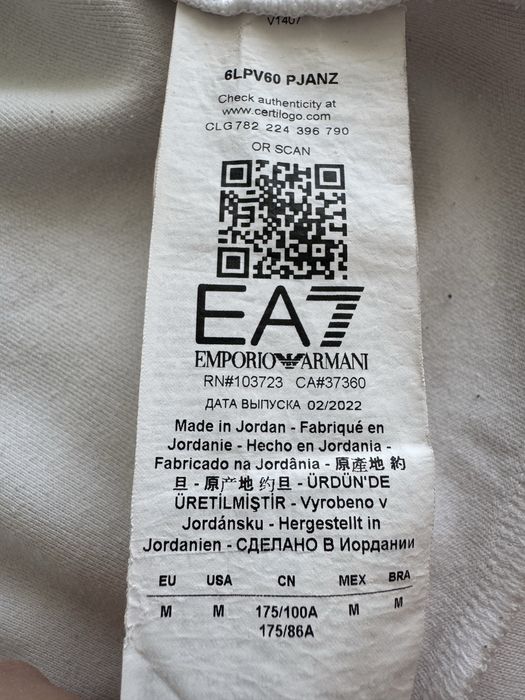 V1407
6LPV60 PJANZ
Check authenticity at
www.certilogo.com
CLG782 224 396 790
OR SCAN
EA7
EMPORIO ARMANI
RN#103723 CA#37360
ДАТА ВЫПУСКА 02/2022
Made in Jordan - Fabriqué en
Jordanie - Hecho en Jordania -
Fabricado na Jordânia - 原產地 約
旦 - 原产地 约旦 - ÜRDÜN'DE
ÜRETİLMİŞTİR - Vyrobeno v
Jordánsku - Hergestellt in
Jordanien - СДЕЛАНО В Иордании
EU USA CN MEX BRA
M M 175/100A M M
175/86A